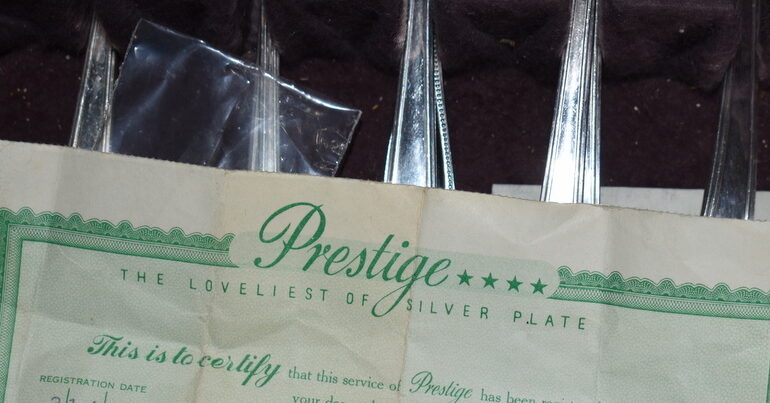 Prestige ★★★★
THE LOVELIEST OF SILVER PLATE
This is to certify that this service of Prestige has been
REGISTRATION DATE
your